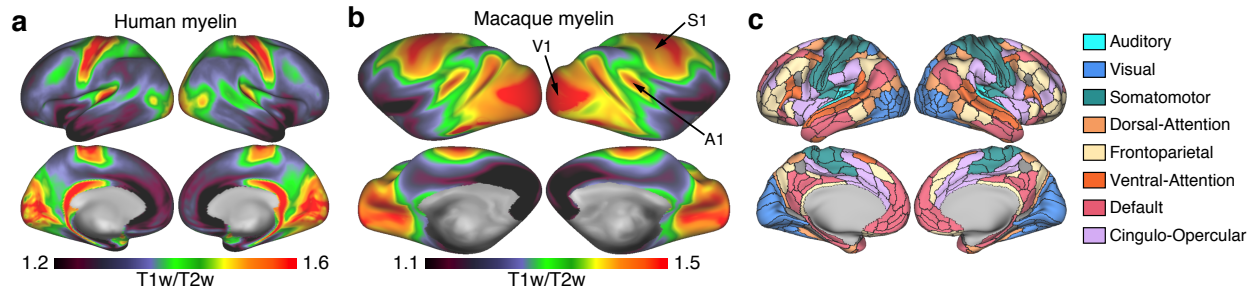 a
Human myelin
1.2
1.6
T1w/T2w
b
Macaque myelin
S1
V1
A1
1.1
1.5
T1w/T2w
c
Auditory
Visual
Somatomotor
Dorsal-Attention
Frontoparietal
Ventral-Attention
Default
Cingulo-Opercular